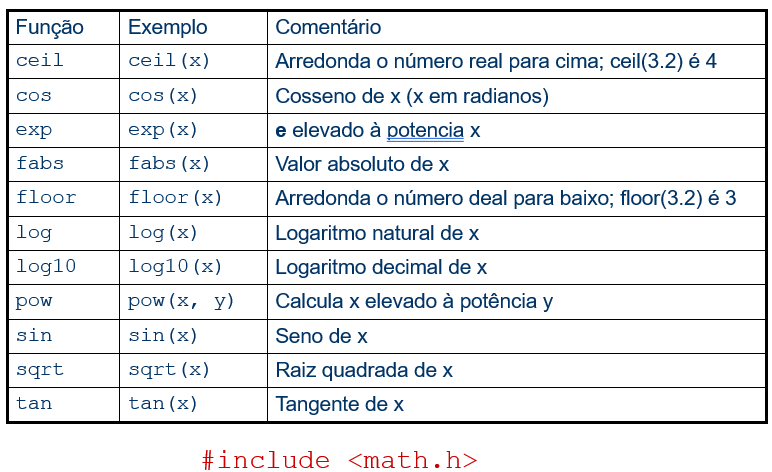 Função Exemplo Comentário
ceil ceil(x) Arredonda o número real para cima; ceil(3.2) é 4
cos cos(x) Cosseno de x (x em radianos)
exp exp(x) e elevado à potencia x
fabs fabs(x) Valor absoluto de x
floor floor(x) Arredonda o número deal para baixo; floor(3.2) é 3
log log(x) Logaritmo natural de x
log10 log10(x) Logaritmo decimal de x
pow pow(x, y) Calcula x elevado à potência y
sin sin(x) Seno de x
sqrt sqrt(x) Raiz quadrada de x
tan tan(x) Tangente de x
#include <math.h>